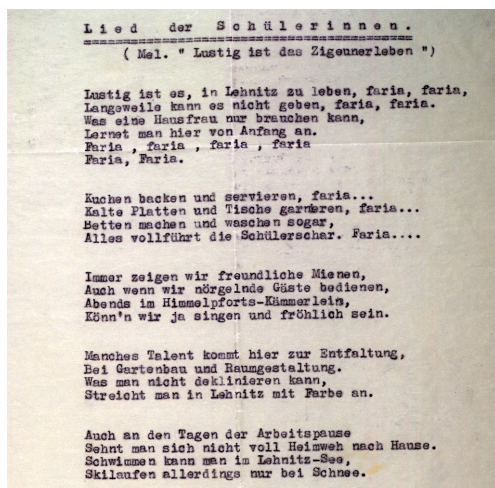 Lied der Schülerinnen.
( Mel. " Lustig ist das Zigeunerleben ")
Lustig ist es, in Lehnitz zu leben, faria, faria,
Langeweile kann es nicht geben, faria, faria.
Was eine Hausfrau nur brauchen kann,
Lernet man hier von Anfang an.
Faria , faria , faria , faria
Faria, Faria.
Kuchen backen und servieren, faria...
Kalte Platten und Tische garnieren, faria...
Betten machen und waschen sogar,
Alles vollführt die Schülerschar. Faria....
Immer zeigen wir freundliche Mienen,
Auch wenn wir nörgelnde Gäste bedienen,
Abends im Himmelpforts-Kämmerlein,
Könn'n wir ja singen und fröhlich sein.
Manches Talent kommt hier zur Entfaltung,
Bei Gartenbau und Raumgestaltung.
Was man nicht deklinieren kann,
Streicht man in Lehnitz mit Farbe an.
Auch an den Tagen der Arbeitspause
Sehnt man sich nicht voll Heimweh nach Hause.
Schwimmen kann man im Lehnitz-See,
Skilaufen allerdings nur bei Schnee.